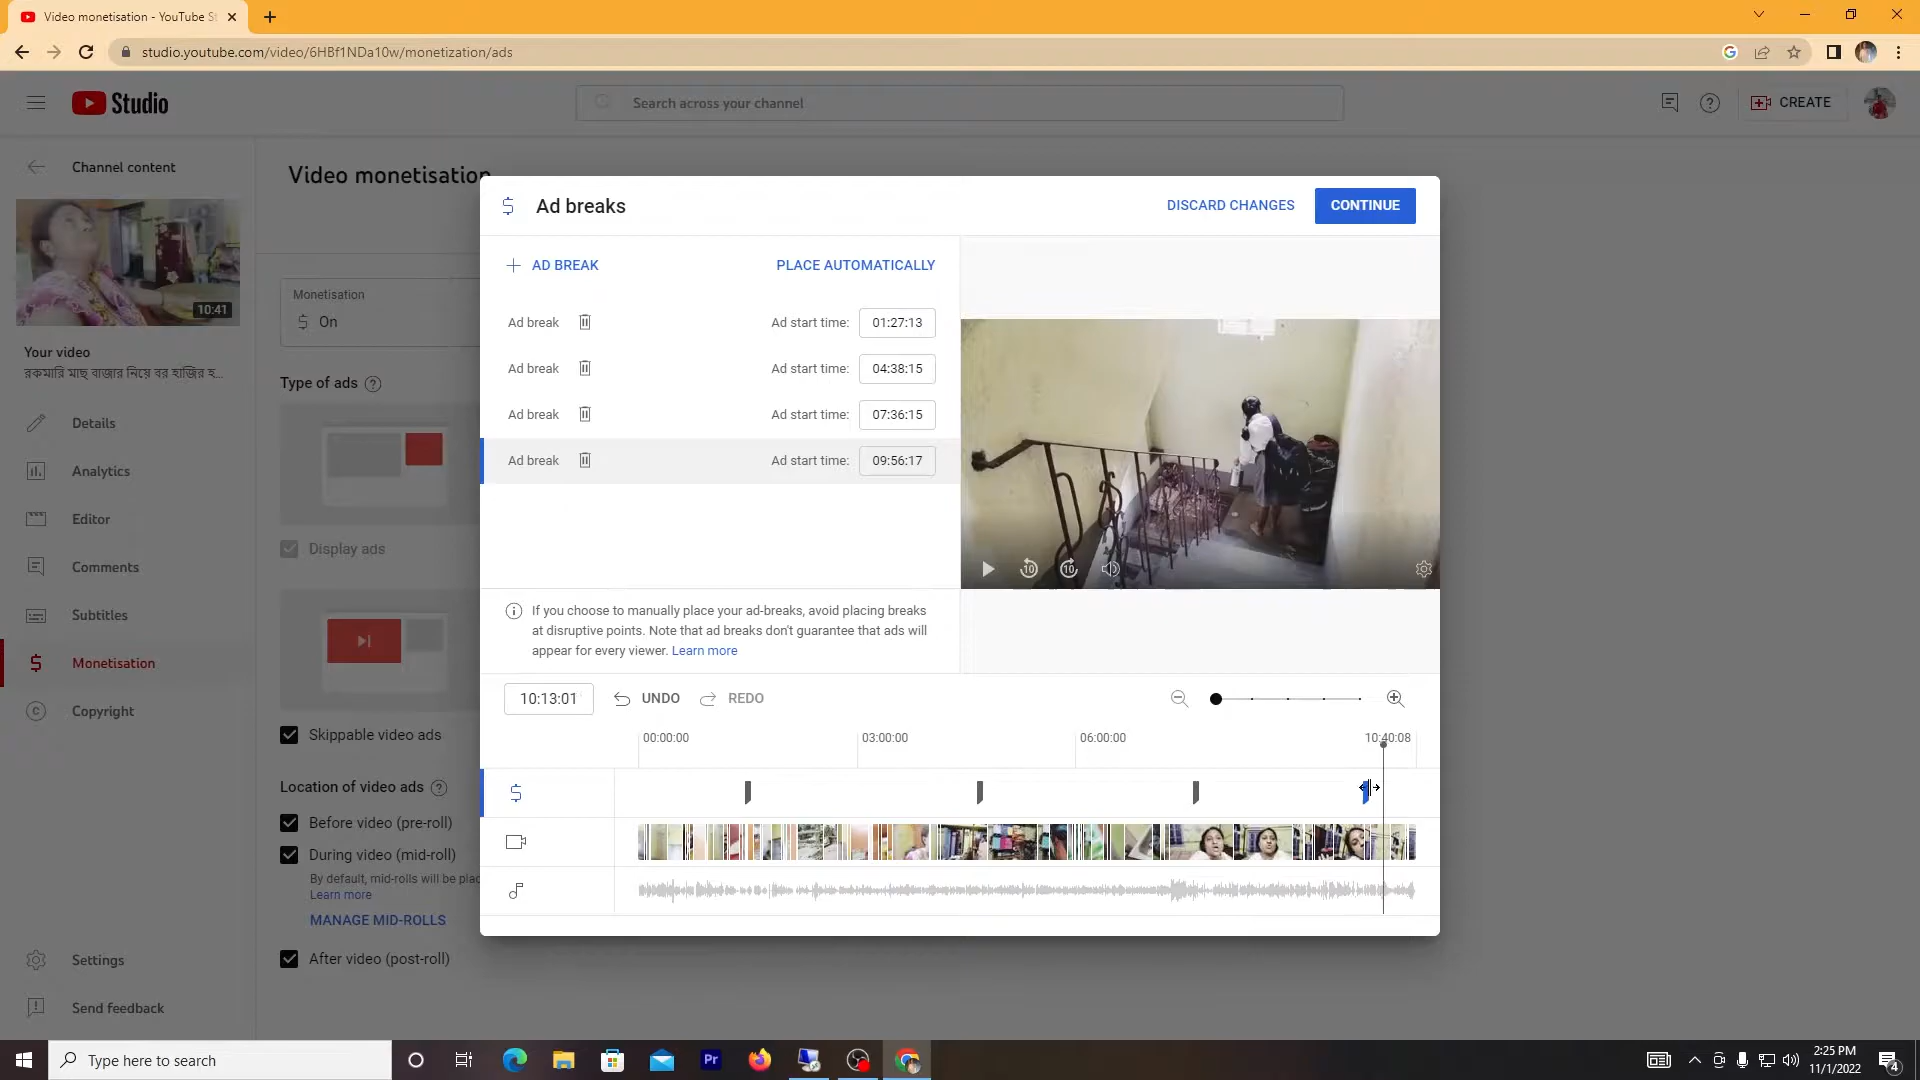 Video monetisation - YouTube St
studio.youtube.com/video/6HBf1NDa10w/monetization/ads
Studio
Search across your channel
CREATE
Channel content
10:41
Your video
রকমারি মাছ বাজার নিয়ে বর হাজির হ...
Details
Analytics
Editor
Comments
Subtitles
Monetisation
Copyright
Settings
Send feedback
Video monetisation
Monetisation
On
Type of ads
Display ads
Skippable video ads
Location of video ads
Before video (pre-roll)
During video (mid-roll)
By default, mid-rolls will be plac
Learn more
MANAGE MID-ROLLS
After video (post-roll)
Ad breaks
DISCARD CHANGES
CONTINUE
AD BREAK
PLACE AUTOMATICALLY
Ad break Ad start time: 01:27:13
Ad break Ad start time: 04:38:15
Ad break Ad start time: 07:36:15
Ad break Ad start time: 09:56:17
If you choose to manually place your ad-breaks, avoid placing breaks
at disruptive points. Note that ad breaks don't guarantee that ads will
appear for every viewer. Learn more
10
10
10:13:01
UNDO
REDO
00:00:00
03:00:00
06:00:00
10:40:08
Type here to search
Pr
2:25 PM
11/1/2022
4